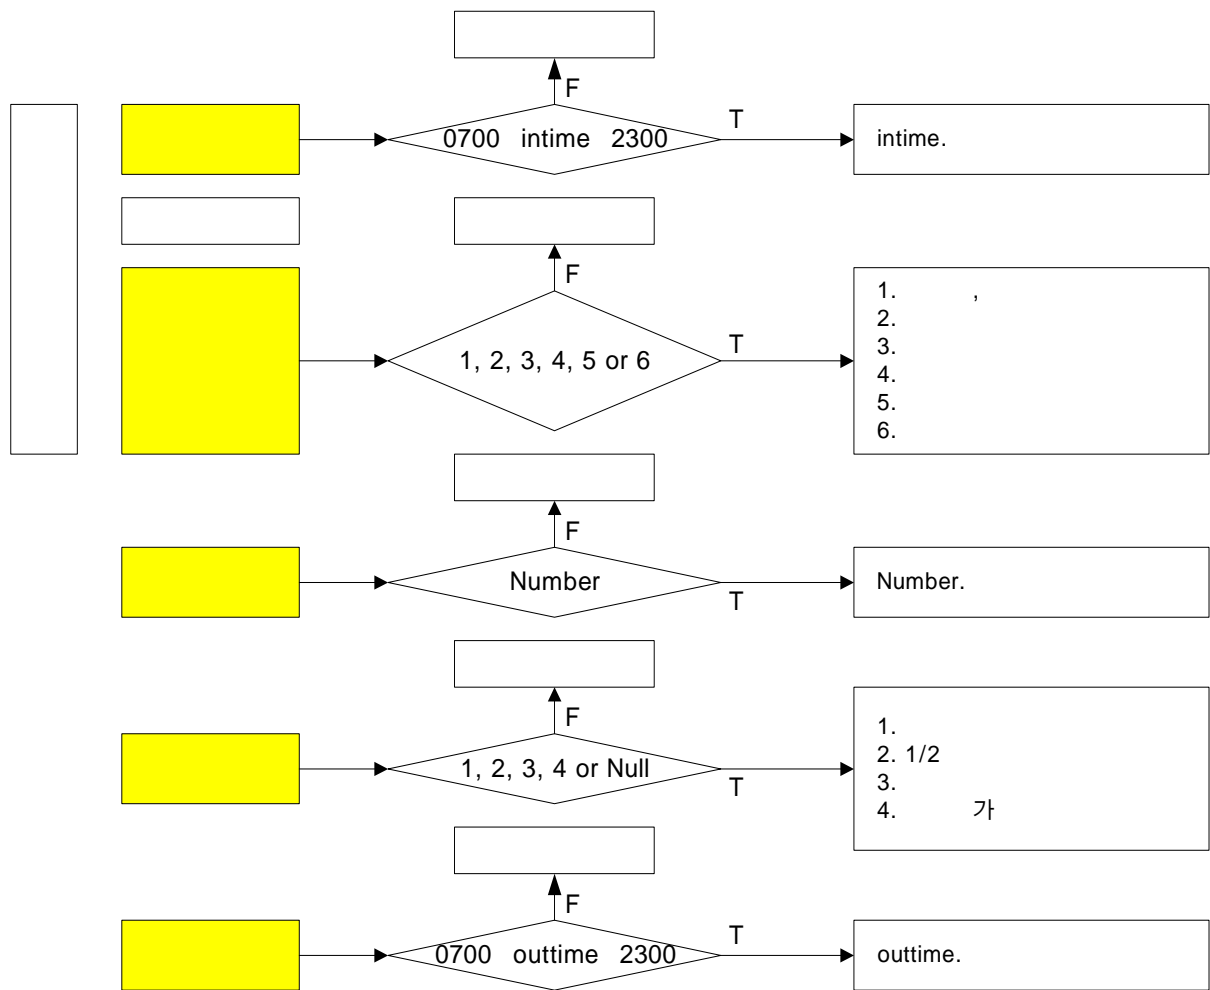 F
0700 intime 2300
T
intime.
F
1, 2, 3, 4, 5 or 6
T
1. ,
2.
3.
4.
5.
6.
F
Number
T
Number.
F
1, 2, 3, 4 or Null
T
1.
2. 1/2
3.
4. 가
F
0700 outtime 2300
T
outtime.